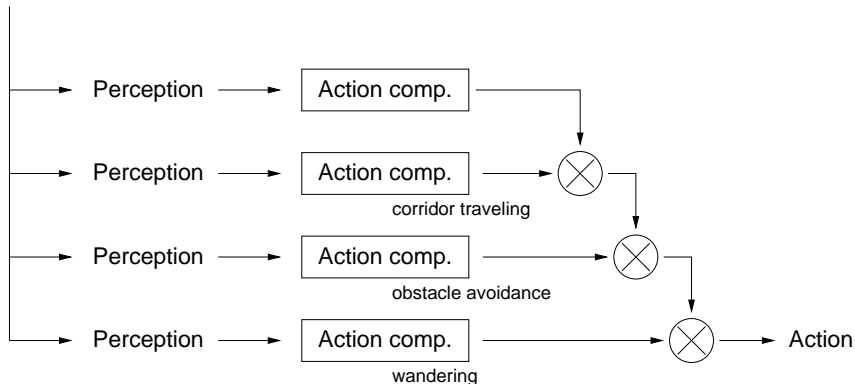 Perception Action comp.
Perception Action comp.
corridor traveling
Perception Action comp.
obstacle avoidance
Perception Action comp. Action
wandering